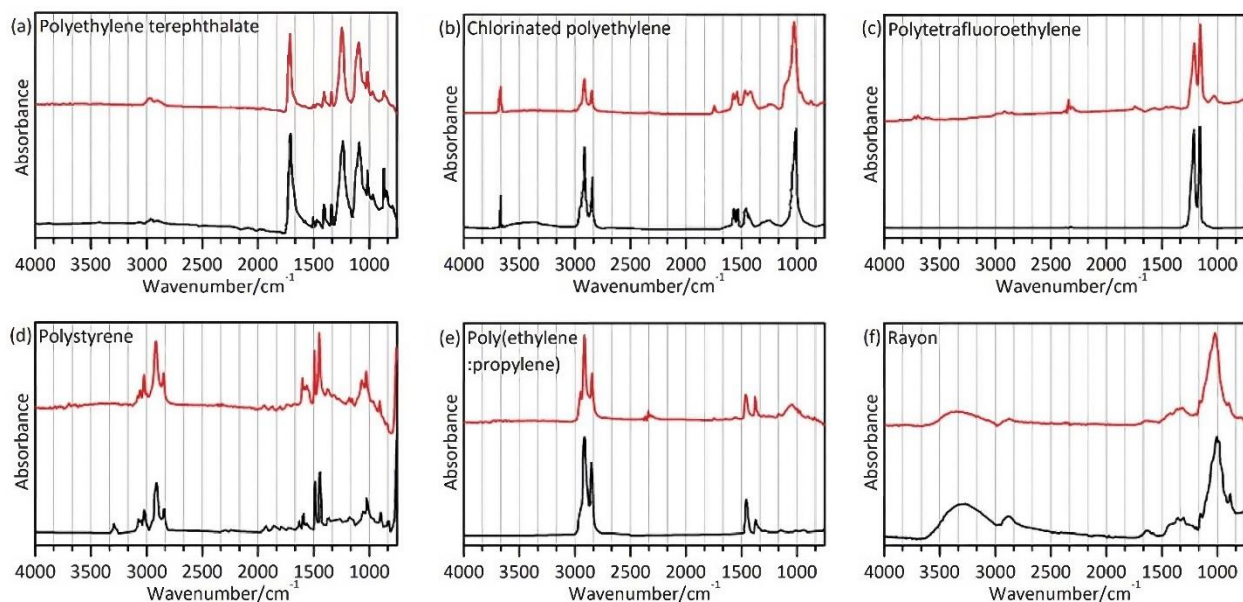 (a) Polyethylene terephthalate
Absorbance
4000 3500 3000 2500 2000 1500 1000
Wavenumber/cm⁻¹
(b) Chlorinated polyethylene
Absorbance
4000 3500 3000 2500 2000 1500 1000
Wavenumber/cm⁻¹
(c) Polytetrafluoroethylene
Absorbance
4000 3500 3000 2500 2000 1500 1000
Wavenumber/cm⁻¹
(d) Polystyrene
Absorbance
4000 3500 3000 2500 2000 1500 1000
Wavenumber/cm⁻¹
(e) Poly(ethylene
:propylene)
Absorbance
4000 3500 3000 2500 2000 1500 1000
Wavenumber/cm⁻¹
(f) Rayon
Absorbance
4000 3500 3000 2500 2000 1500 1000
Wavenumber/cm⁻¹